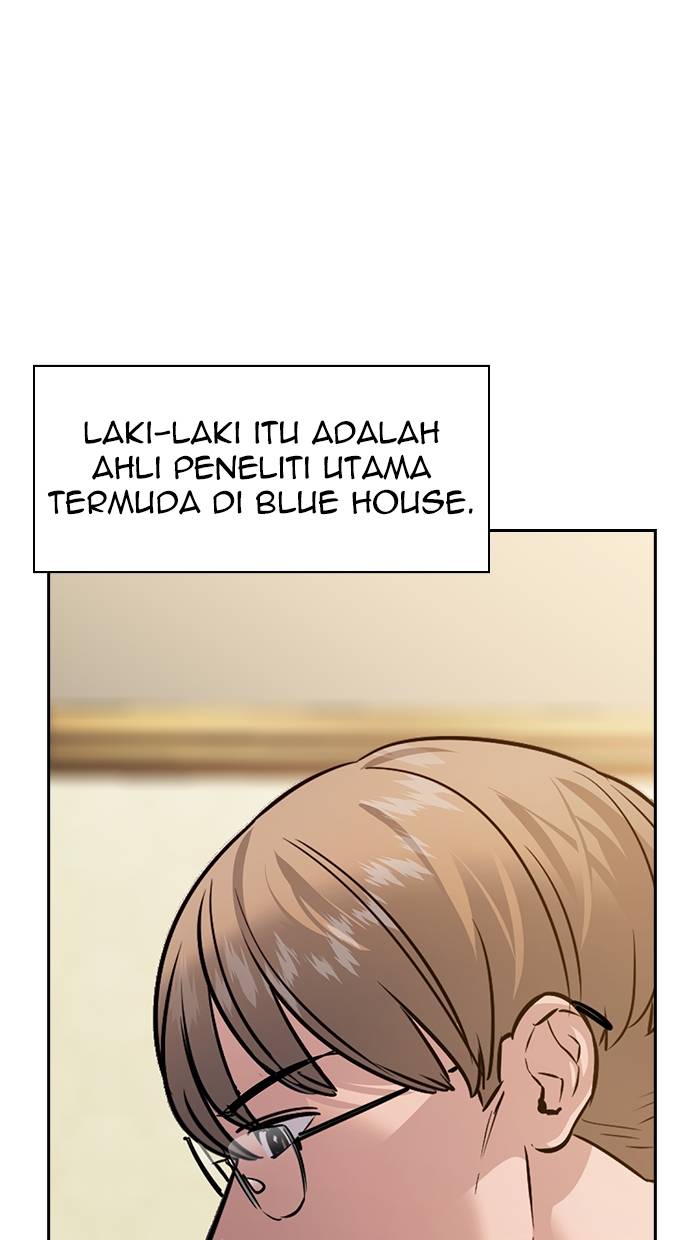 LAKI-LAKI ITU ADALAH
AHLI PENELITI UTAMA
TERMUDA DI BLUE HOUSE.